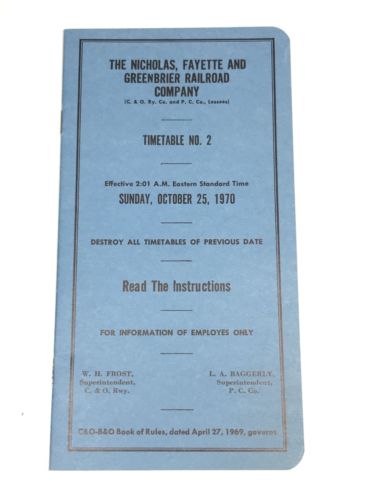 THE NICHOLAS, FAYETTE AND
GREENBRIER RAILROAD
COMPANY
(C. & O. Ry. Co. and P. C. Co., Lessees)
TIMETABLE NO. 2
Effective 2:01 A.M. Eastern Standard Time
SUNDAY, OCTOBER 25, 1970
DESTROY ALL TIMETABLES OF PREVIOUS DATE
Read The Instructions
FOR INFORMATION OF EMPLOYES ONLY
W. H. FROST,
Superintendent,
C. & O. Rwy.
L. A. BAGGERLY,
Superintendent,
P. C. Co.
C&O-B&O Book of Rules, dated April 27, 1969, governs